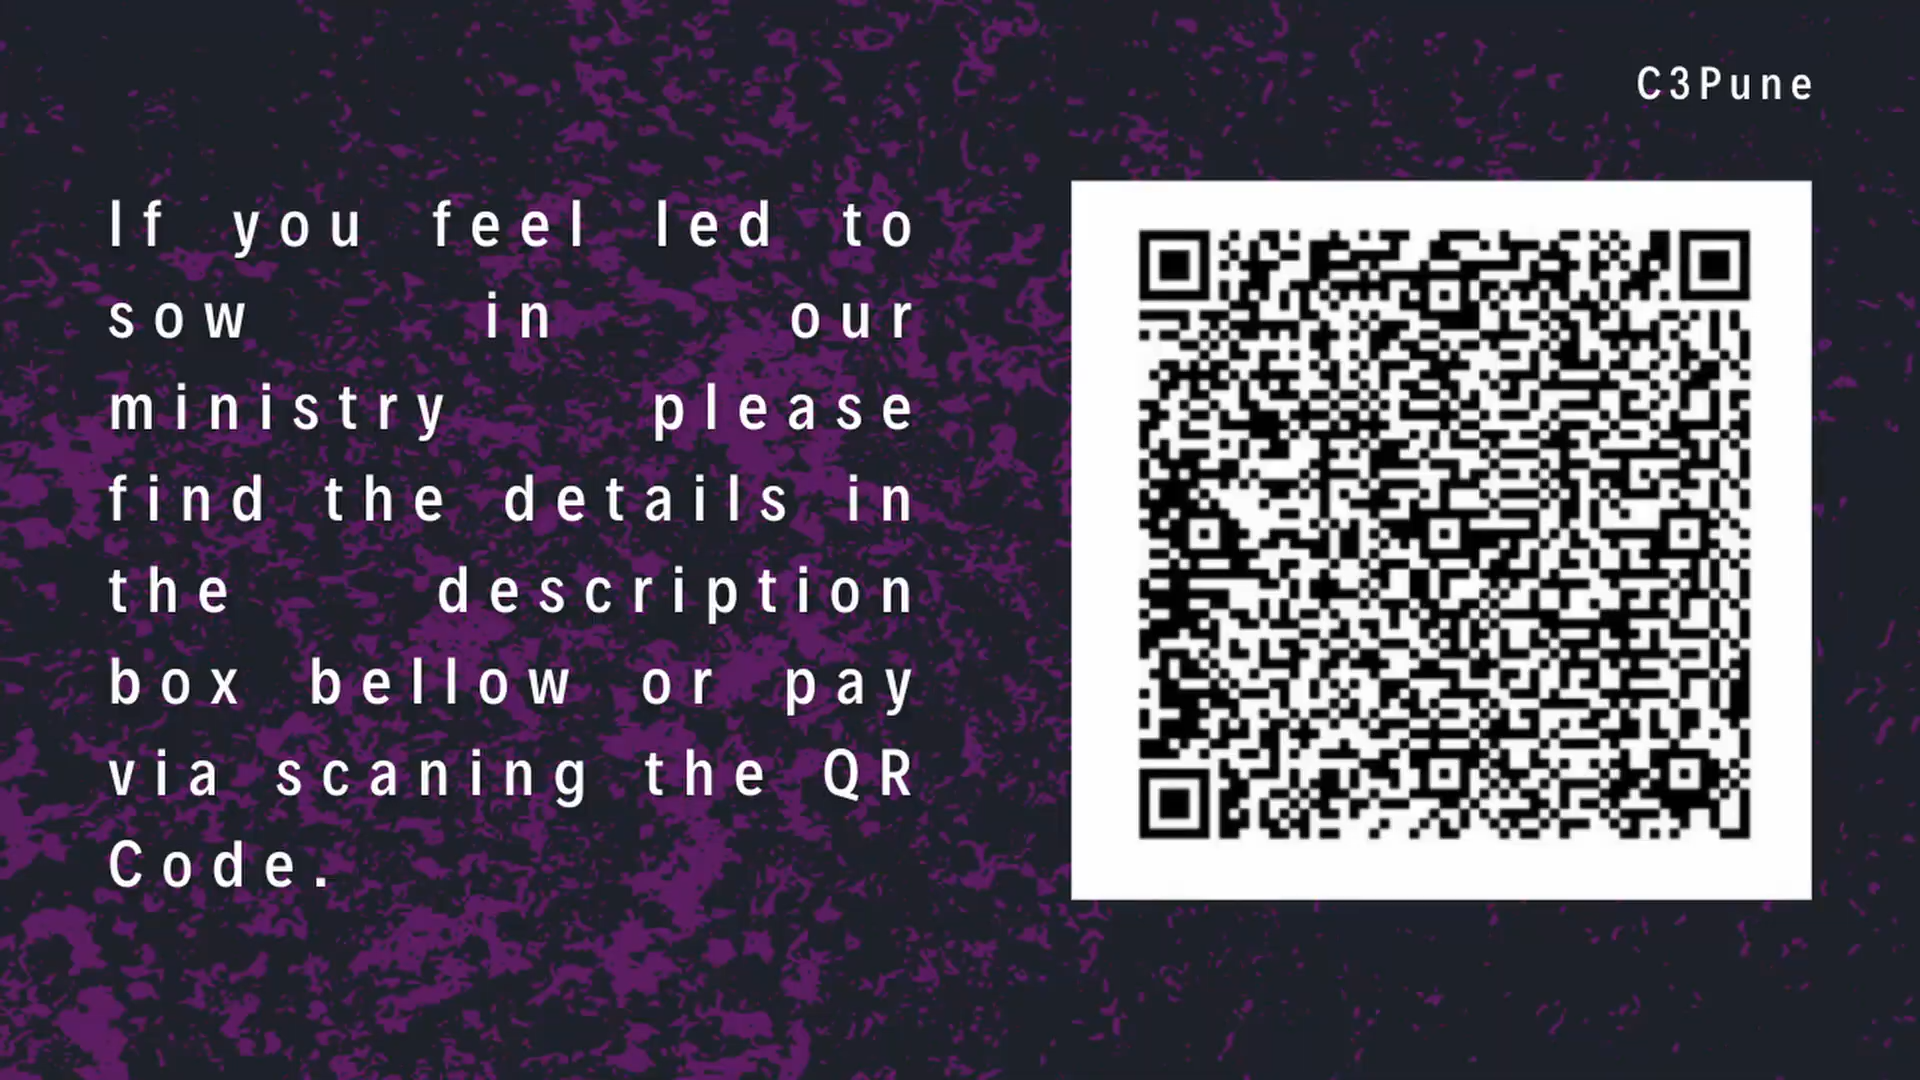 C3Pune
If you feel led to
sow in our
ministry please
find the details in
the description
box bellow or pay
via scaning the QR
Code.